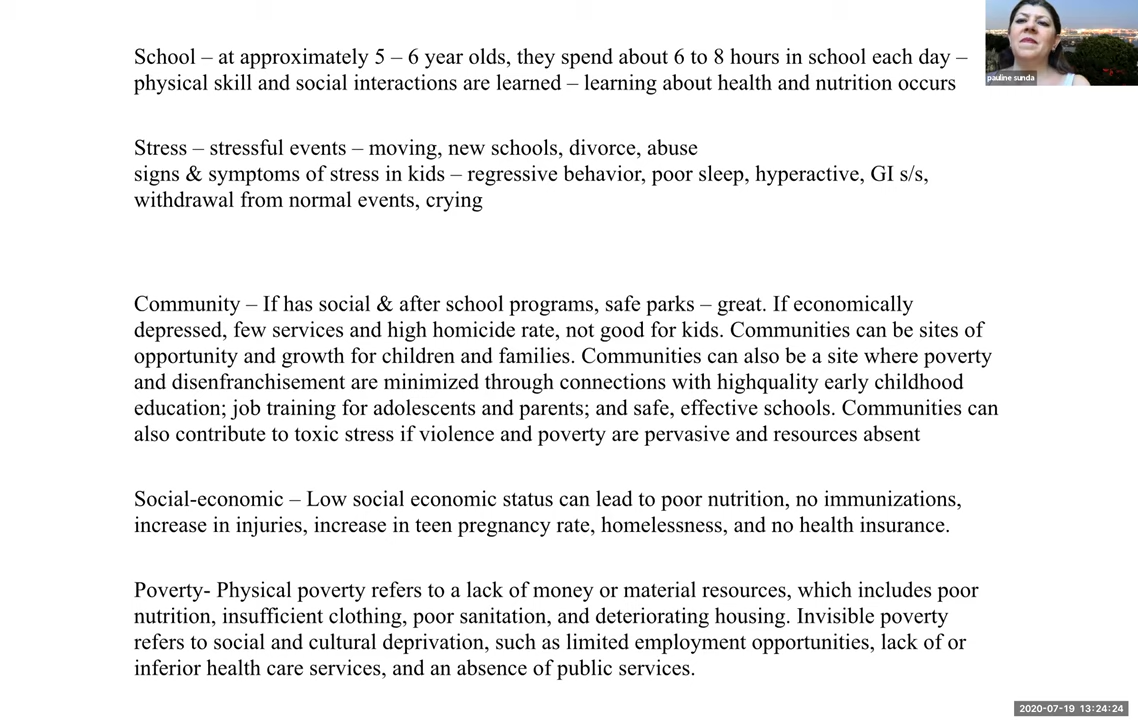 School – at approximately 5 – 6 year olds, they spend about 6 to 8 hours in school each day –
physical skill and social interactions are learned – learning about health and nutrition occurs
Stress – stressful events – moving, new schools, divorce, abuse
signs & symptoms of stress in kids – regressive behavior, poor sleep, hyperactive, GI s/s,
withdrawal from normal events, crying
Community – If has social & after school programs, safe parks – great. If economically
depressed, few services and high homicide rate, not good for kids. Communities can be sites of
opportunity and growth for children and families. Communities can also be a site where poverty
and disenfranchisement are minimized through connections with highquality early childhood
education; job training for adolescents and parents; and safe, effective schools. Communities can
also contribute to toxic stress if violence and poverty are pervasive and resources absent
Social-economic – Low social economic status can lead to poor nutrition, no immunizations,
increase in injuries, increase in teen pregnancy rate, homelessness, and no health insurance.
Poverty- Physical poverty refers to a lack of money or material resources, which includes poor
nutrition, insufficient clothing, poor sanitation, and deteriorating housing. Invisible poverty
refers to social and cultural deprivation, such as limited employment opportunities, lack of or
inferior health care services, and an absence of public services.
pauline sunda
2020-07-19 13:24:24